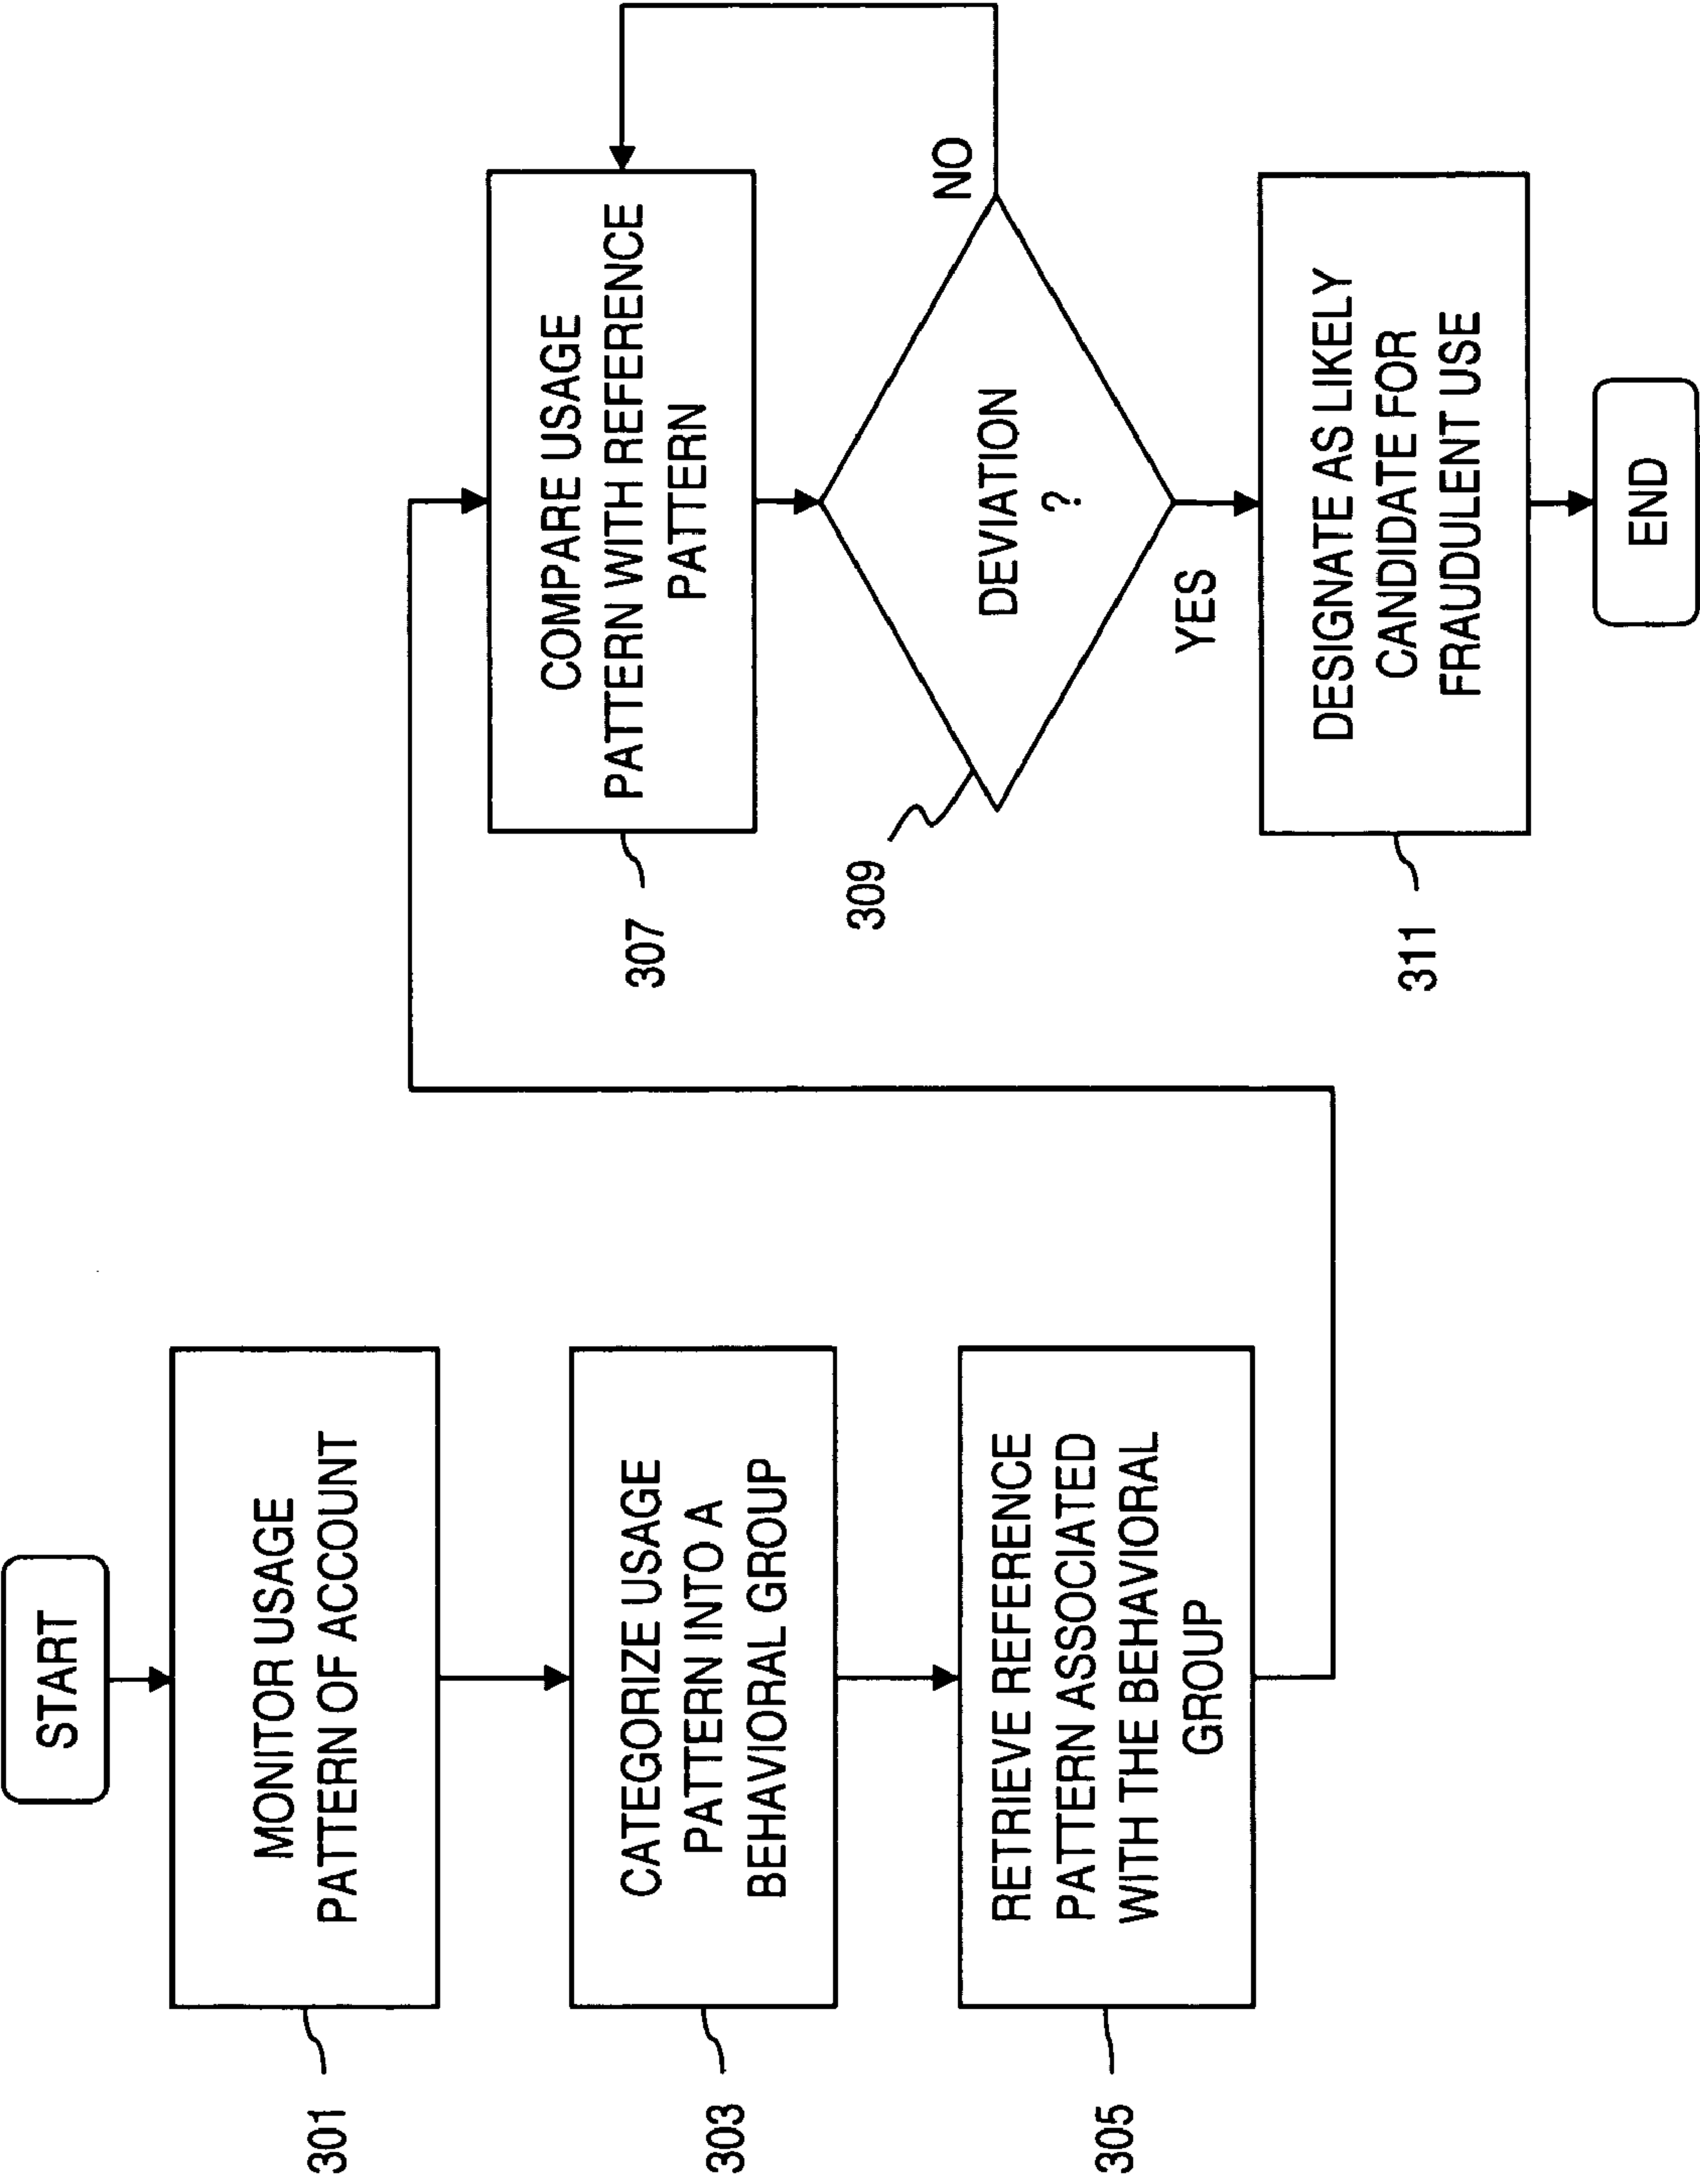 START
MONITOR USAGE
PATTERN OF ACCOUNT
301
CATEGORIZE USAGE
PATTERN INTO A
BEHAVIORAL GROUP
303
RETRIEVE REFERENCE
PATTERN ASSOCIATED
WITH THE BEHAVIORAL
GROUP
305
COMPARE USAGE
PATTERN WITH REFERENCE
PATTERN
307
DEVIATION
?
309
NO
YES
DESIGNATE AS LIKELY
CANDIDATE FOR
FRAUDULENT USE
311
END